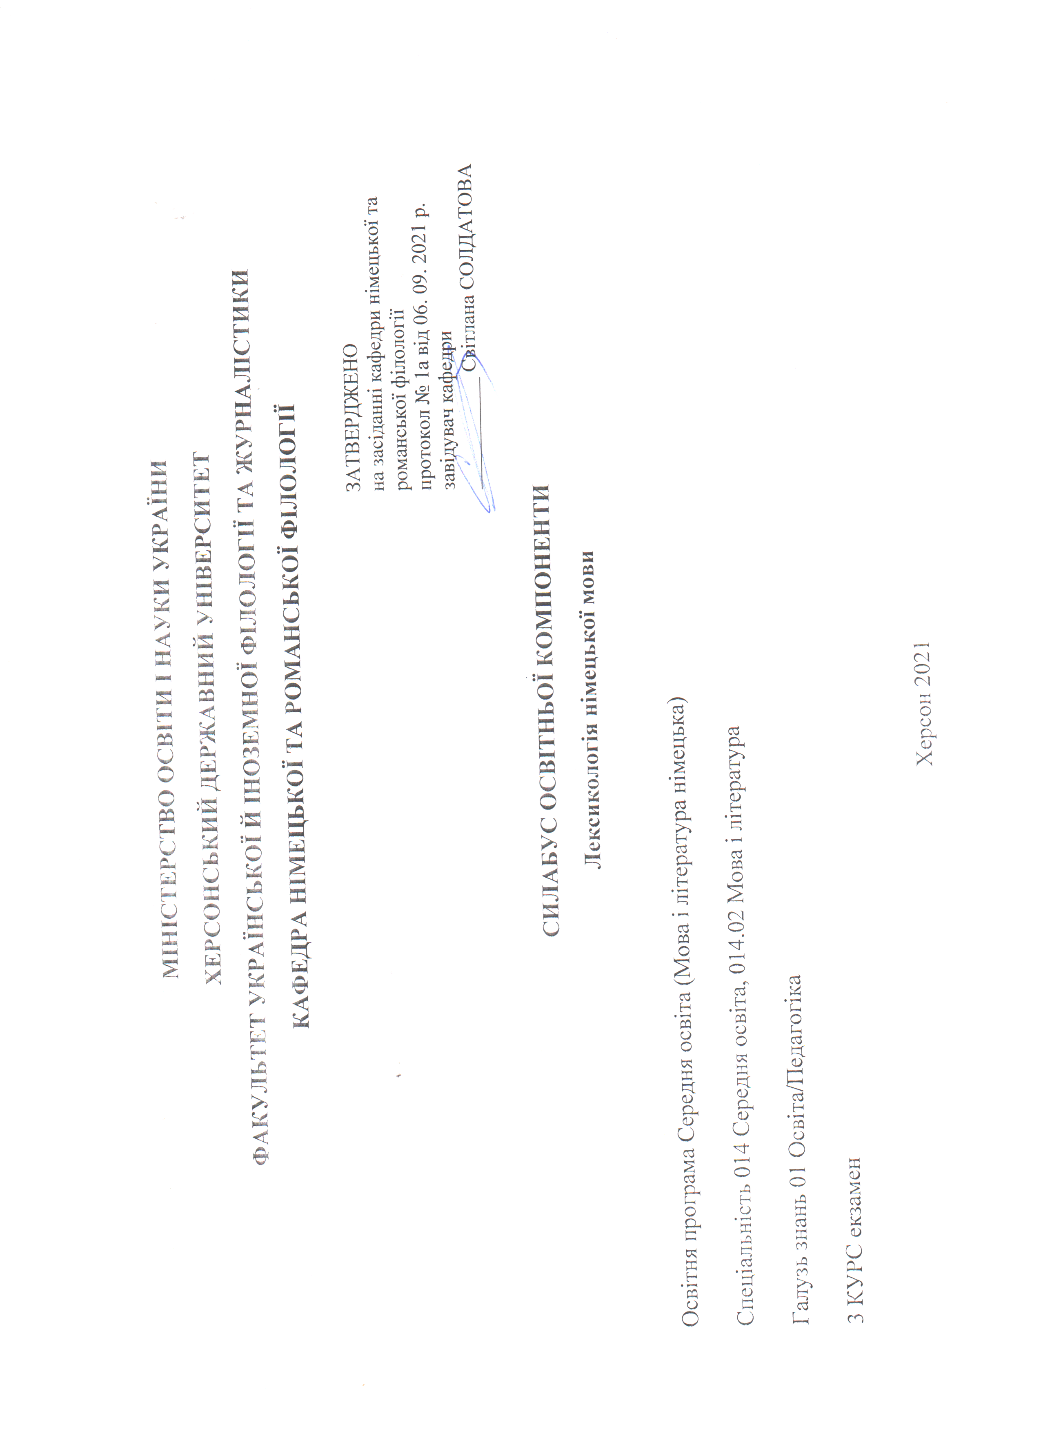 МІНІСТЕРСТВО ОСВІТИ І НАУКИ УКРАЇНИ
ХЕРСОНСЬКИЙ ДЕРЖАВНИЙ УНІВЕРСИТЕТ
ФАКУЛЬТЕТ УКРАЇНСЬКОЇ Й ІНОЗЕМНОЇ ФІЛОЛОГІЇ ТА ЖУРНАЛІСТИКИ
КАФЕДРА НІМЕЦЬКОЇ ТА РОМАНСЬКОЇ ФІЛОЛОГІЇ
ЗАТВЕРДЖЕНО
на засіданні кафедри німецької та
романської філології
протокол № 1а від 06. 09. 2021 р.
завідувач кафедри
Світлана СОЛДАТОВА
СИЛАБУС ОСВІТНЬОЇ КОМПОНЕНТИ
Лексикологія німецької мови
Освітня програма Середня освіта (Мова і література німецька)
Спеціальність 014 Середня освіта, 014.02 Мова і література
Галузь знань 01 Освіта/Педагогіка
3 КУРС екзамен
Херсон 2021